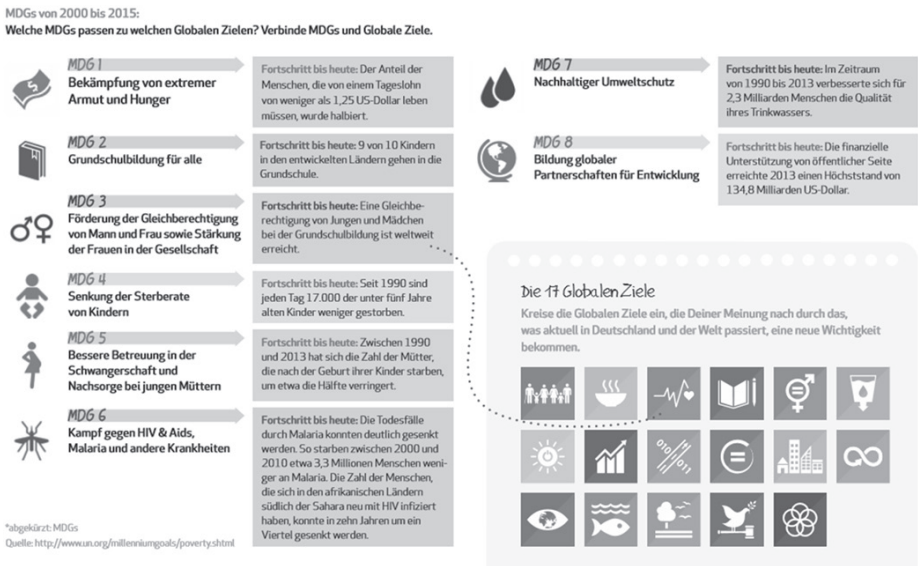 MDGs von 2000 bis 2015:
Welche MDGs passen zu welchen Globalen Zielen? Verbinde MDGs und Globale Ziele.
MDG 1
Bekämpfung von extremer
Armut und Hunger
Fortschritt bis heute: Der Anteil der
Menschen, die von einem Tageslohn
von weniger als 1,25 US-Dollar leben
müssen, wurde halbiert.
MDG 2
Grundschulbildung für alle
Fortschritt bis heute: 9 von 10 Kindern
in den entwickelten Ländern gehen in die
Grundschule.
MDG 3
Förderung der Gleichberechtigung
von Mann und Frau sowie Stärkung
der Frauen in der Gesellschaft
Fortschritt bis heute: Eine Gleichbe-
rechtigung von Jungen und Mädchen
bei der Grundschulbildung ist weltweit
erreicht.
MDG 4
Senkung der Sterberate
von Kindern
Fortschritt bis heute: Seit 1990 sind
jeden Tag 17.000 der unter fünf Jahre
alten Kinder weniger gestorben.
MDG 5
Bessere Betreuung in der
Schwangerschaft und
Nachsorge bei jungen Müttern
Fortschritt bis heute: Zwischen 1990
und 2013 hat sich die Zahl der Mütter,
die nach der Geburt ihrer Kinder starben,
um etwa die Hälfte verringert.
MDG 6
Kampf gegen HIV & Aids,
Malaria und andere Krankheiten
Fortschritt bis heute: Die Todesfälle
durch Malaria konnten deutlich gesenkt
werden. So starben zwischen 2000 und
2010 etwa 3,3 Millionen Menschen weni-
ger an Malaria. Die Zahl der Menschen,
die sich in den afrikanischen Ländern
südlich der Sahara neu mit HIV infiziert
haben, konnte in zehn Jahren um ein
Viertel gesenkt werden.
*abgekürzt: MDGs
Quelle: http://www.un.org/millenniumgoals/poverty.shtml
MDG 7
Nachhaltiger Umweltschutz
Fortschritt bis heute: Im Zeitraum
von 1990 bis 2013 verbesserte sich für
2,3 Milliarden Menschen die Qualität
ihres Trinkwassers.
MDG 8
Bildung globaler
Partnerschaften für Entwicklung
Fortschritt bis heute: Die finanzielle
Unterstützung von öffentlicher Seite
erreichte 2013 einen Höchststand von
134,8 Milliarden US-Dollar.
Die 17 Globalen Ziele
Kreise die Globalen Ziele ein, die Deiner Meinung nach durch das,
was aktuell in Deutschland und der Welt passiert, eine neue Wichtigkeit
bekommen.